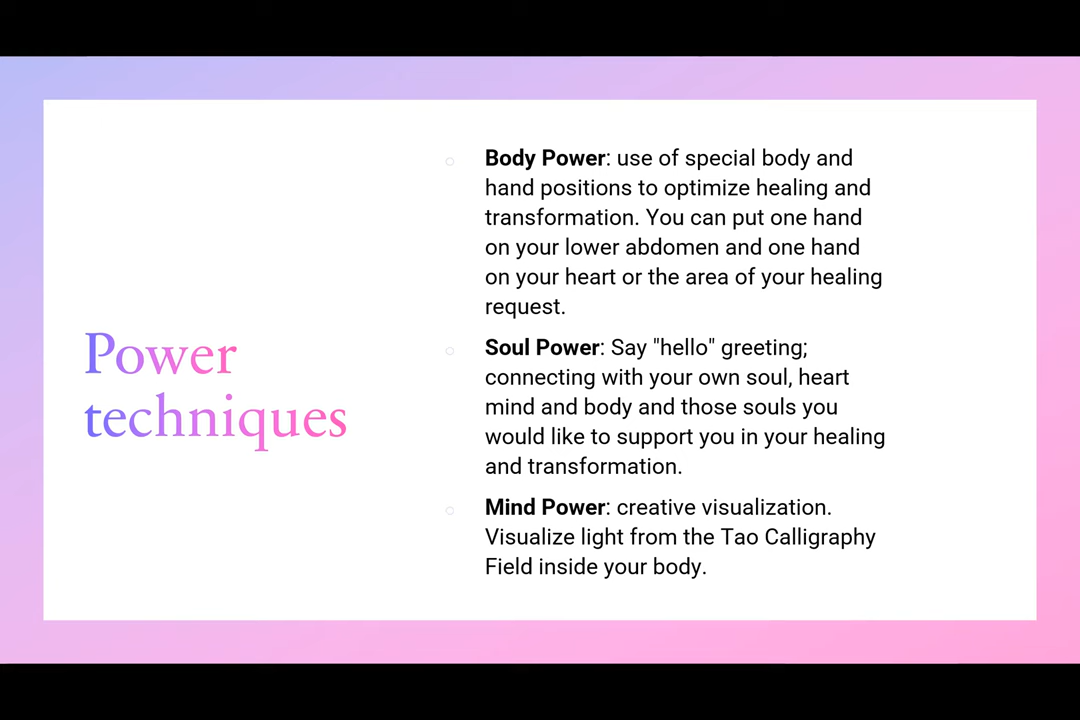 Power
techniques
Body Power: use of special body and
hand positions to optimize healing and
transformation. You can put one hand
on your lower abdomen and one hand
on your heart or the area of your healing
request.
Soul Power: Say "hello" greeting;
connecting with your own soul, heart
mind and body and those souls you
would like to support you in your healing
and transformation.
Mind Power: creative visualization.
Visualize light from the Tao Calligraphy
Field inside your body.